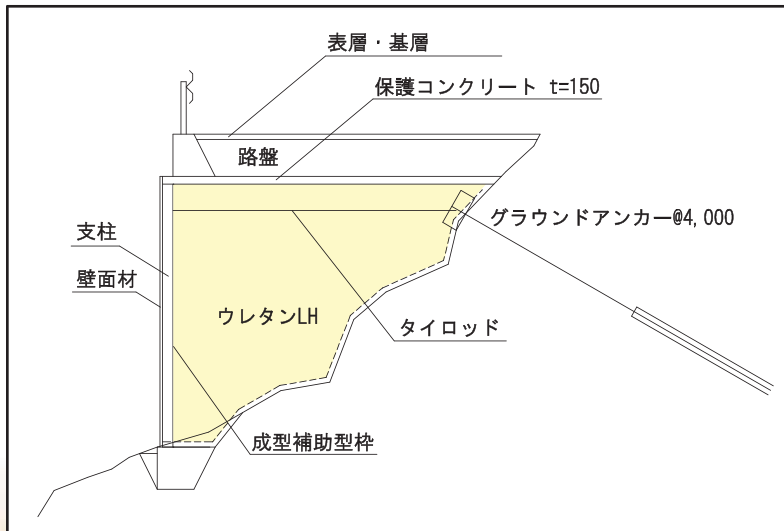 表層・基層
保護コンクリート t=150
路盤
グラウンドアンカー@4,000
支柱
壁面材
ウレタンLH
タイロッド
成型補助型枠